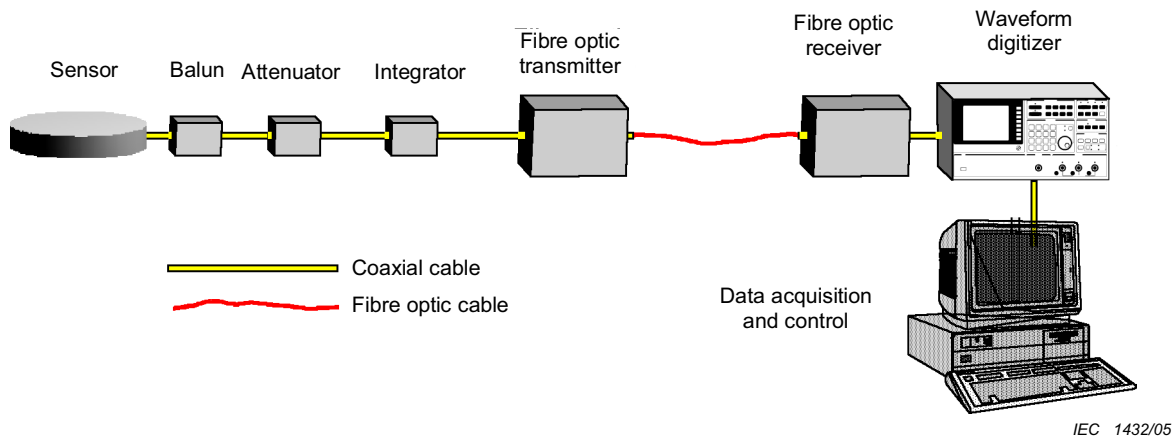 Sensor
Balun
Attenuator
Integrator
Fibre optic
transmitter
Fibre optic
receiver
Waveform
digitizer
Coaxial cable
Fibre optic cable
Data acquisition
and control
IEC 1432/05